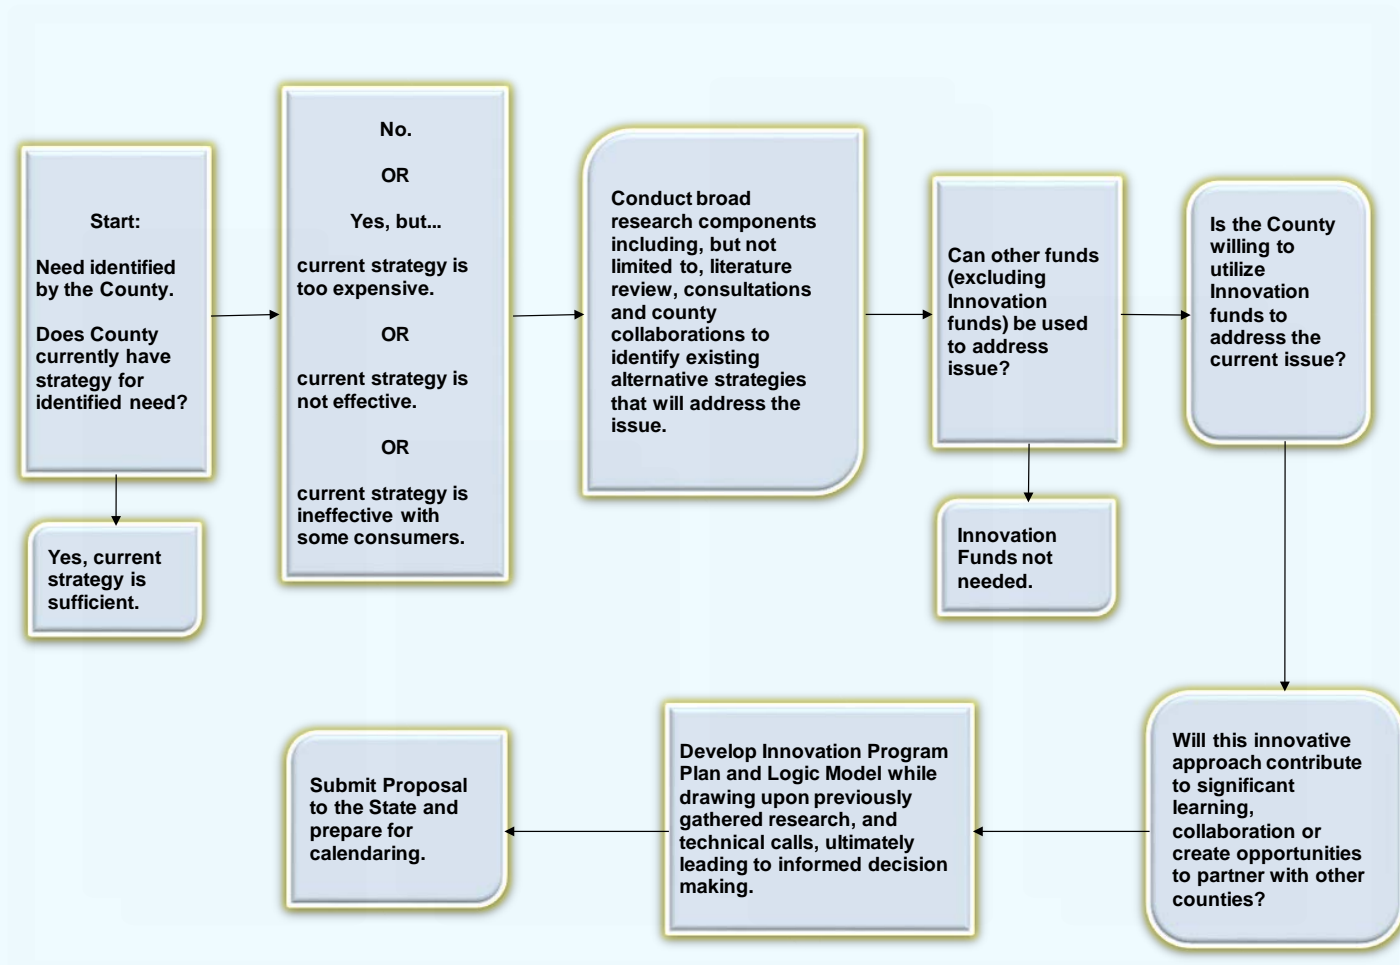 Start:
Need identified
by the County.
Does County
currently have
strategy for
identified need?
Yes, current
strategy is
sufficient.
No.
OR
Yes, but...
current strategy is
too expensive.
OR
current strategy is
not effective.
OR
current strategy is
ineffective with
some consumers.
Conduct broad
research components
including, but not
limited to, literature
review, consultations
and county
collaborations to
identify existing
alternative strategies
that will address the
issue.
Can other funds
(excluding
Innovation
funds) be used
to address
issue?
Innovation
Funds not
needed.
Is the County
willing to
utilize
Innovation
funds to
address the
current issue?
Will this innovative
approach contribute
to significant
learning,
collaboration or
create opportunities
to partner with other
counties?
Develop Innovation Program
Plan and Logic Model while
drawing upon previously
gathered research, and
technical calls, ultimately
leading to informed decision
making.
Submit Proposal
to the State and
prepare for
calendaring.